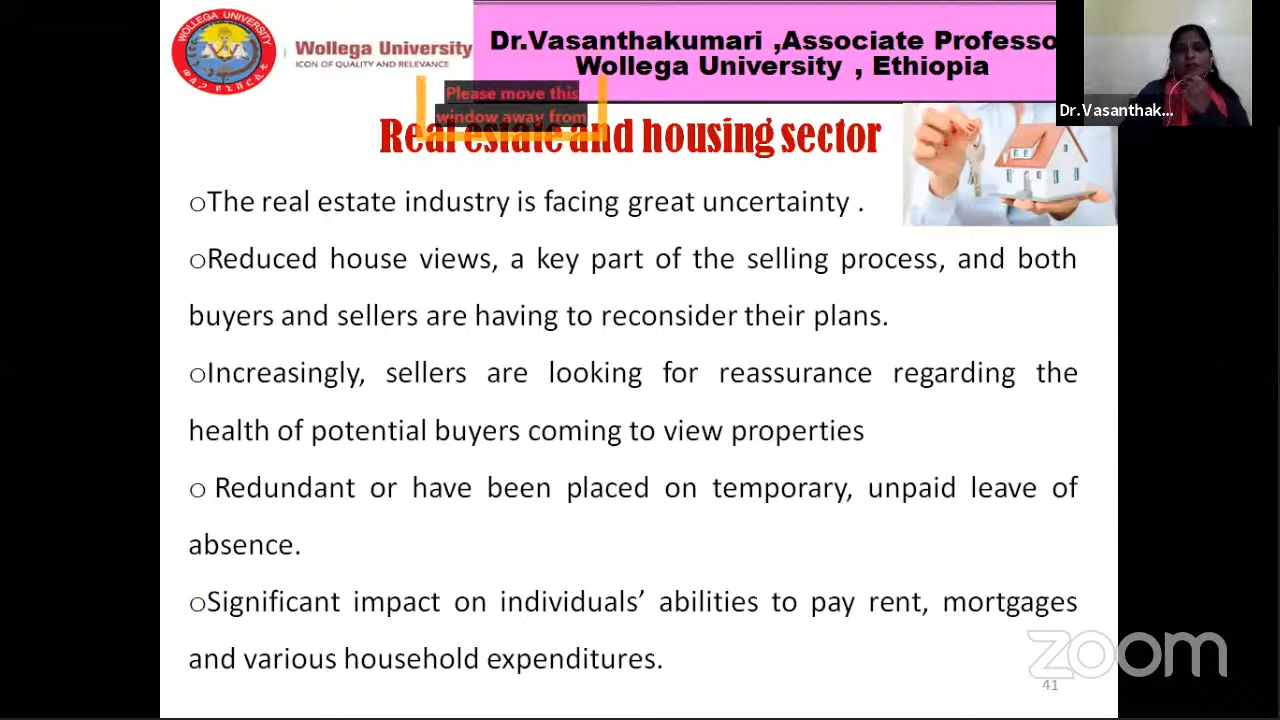 WOLLEGA UNIVERSITY
Wollega University
ICON OF QUALITY AND RELEVANCE
Dr.Vasanthakumari ,Associate Professo
Wollega University , Ethiopia
Dr.Vasanthak...
Please move this
window away from
Real estate and housing sector
oThe real estate industry is facing great uncertainty .
oReduced house views, a key part of the selling process, and both
buyers and sellers are having to reconsider their plans.
oIncreasingly, sellers are looking for reassurance regarding the
health of potential buyers coming to view properties
o Redundant or have been placed on temporary, unpaid leave of
absence.
oSignificant impact on individuals’ abilities to pay rent, mortgages
and various household expenditures.
zoom
41